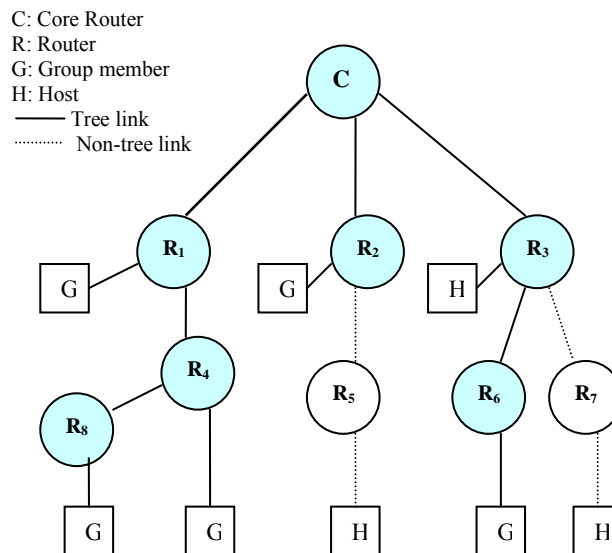 C: Core Router
R: Router
G: Group member
H: Host
Tree link
Non-tree link
C
R₁
R₂
R₃
G
G
H
R₄
R₅
R₆
R₇
R₈
G
G
H
G
H